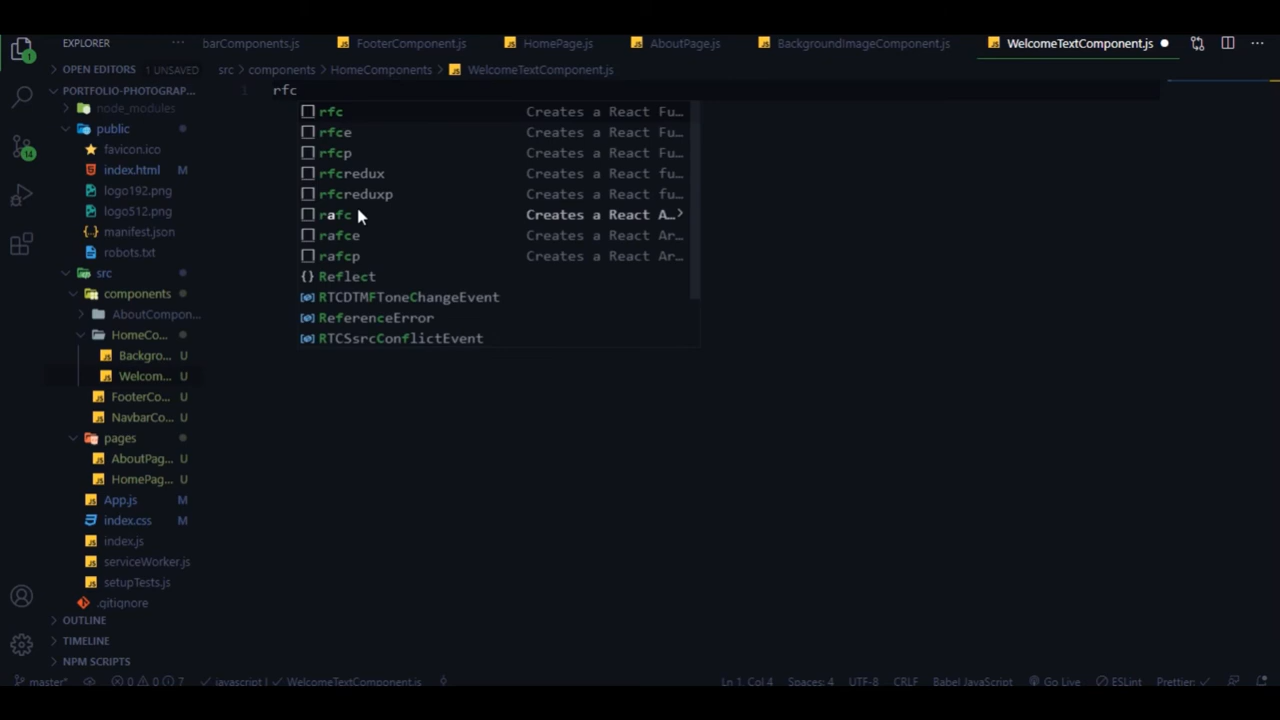 EXPLORER
barComponents.js FooterComponent.js HomePage.js AboutPage.js BackgroundImageComponent.js WelcomeTextComponent.js
OPEN EDITORS 1 UNSAVED
src > components > HomeComponents > WelcomeTextComponent.js
PORTFOLIO-PHOTOGRAP...
1 rfc
node_modules
rfc Creates a React Fu...
public
rfce Creates a React Fu...
favicon.ico
rfcp Creates a React Fu...
index.html M
rfcredux Creates a React fu...
logo192.png
rfcreduxp Creates a React fu...
logo512.png
rafc Creates a React A...
manifest.json
rafce Creates a React Ar...
robots.txt
rafcp Creates a React Ar...
src
Reflect
components
RTCDTMFToneChangeEvent
AboutCompon...
ReferenceError
HomeCo...
RTCSsrcConflictEvent
Backgro... U
Welcom... U
FooterCo... U
NavbarCo... U
pages
AboutPag... U
HomePag... U
App.js M
index.css M
index.js
serviceWorker.js
setupTests.js
.gitignore
OUTLINE
TIMELINE
NPM SCRIPTS
1
14
master* 0 0 7 javascript | WelcomeTextComponent.js Ln 1, Col 4 Spaces: 4 UTF-8 CRLF Babel JavaScript Go Live ESLint Prettier: ✓